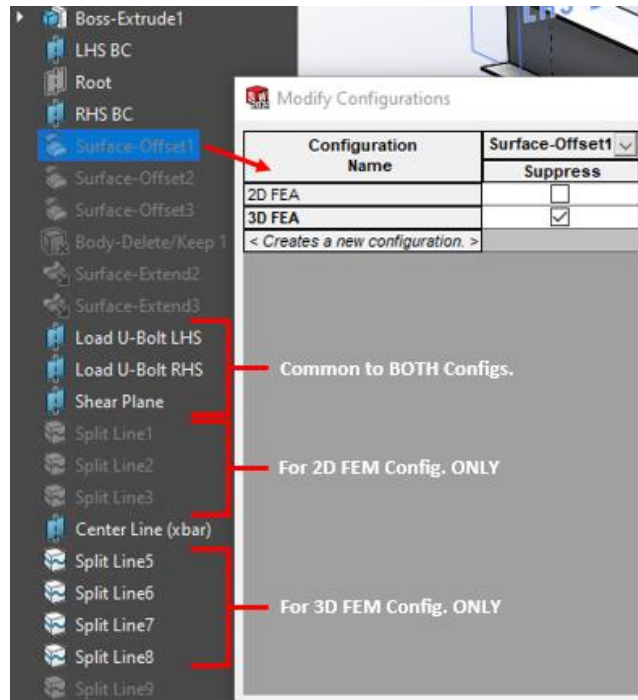 LHS B
Boss-Extrude1
LHS BC
Root
RHS BC
Surface-Offset1
Surface-Offset2
Surface-Offset3
Body-Delete/Keep 1
Surface-Extend2
Surface-Extend3
Load U-Bolt LHS
Load U-Bolt RHS
Shear Plane
Split Line1
Split Line2
Split Line3
Center Line (xbar)
Split Line5
Split Line6
Split Line7
Split Line8
Split Line9
Modify Configurations
Configuration Name
Surface-Offset1
Suppress
2D FEA
3D FEA
< Creates a new configuration. >
Common to BOTH Configs.
For 2D FEM Config. ONLY
For 3D FEM Config. ONLY